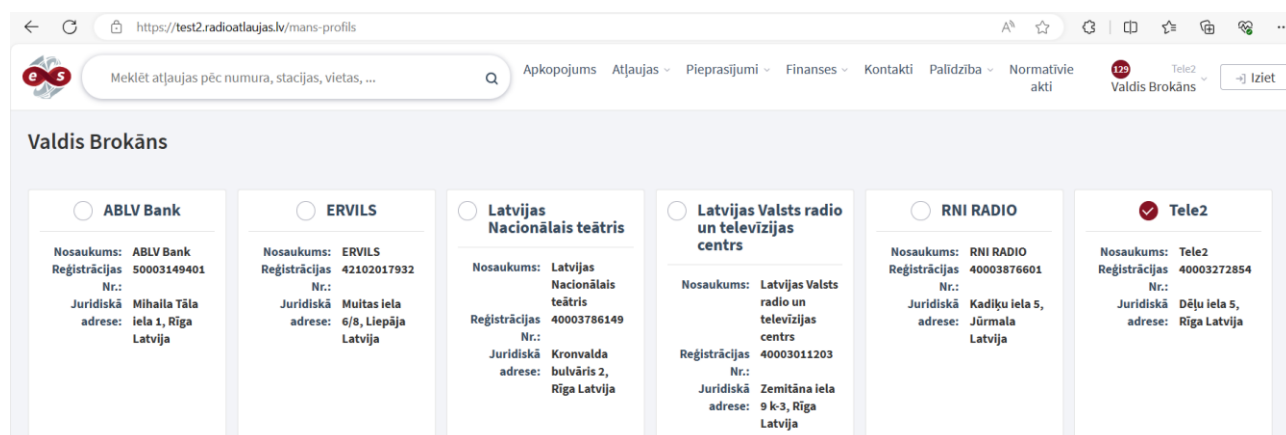 https://test2.radioatlaujas.lv/mans-profils
es
Meklēt atļaujas pēc numura, stacijas, vietas, ...
Apkopojums
Atļaujas
Pieprasījumi
Finanses
Kontakti
Palīdzība
Normatīvie
akti
129
Tele2
Valdis Brokāns
Iziet
Valdis Brokāns
ABLV Bank
Nosaukums: ABLV Bank
Reģistrācijas 50003149401
Nr.:
Juridiskā Mihaila Tāla
adrese: iela 1, Rīga
Latvija
ERVILS
Nosaukums: ERVILS
Reģistrācijas 42102017932
Nr.:
Juridiskā Muitas iela
adrese: 6/8, Liepāja
Latvija
Latvijas
Nacionālais teātris
Nosaukums: Latvijas
Nacionālais
teātris
Reģistrācijas 40003786149
Nr.:
Juridiskā Kronvalda
adrese: bulvāris 2,
Rīga Latvija
Latvijas Valsts radio
un televīzijas
centrs
Nosaukums: Latvijas Valsts
radio un
televīzijas
centrs
Reģistrācijas 40003011203
Nr.:
Juridiskā Zemitāna iela
adrese: 9 k-3, Rīga
Latvija
RNI RADIO
Nosaukums: RNI RADIO
Reģistrācijas 40003876601
Nr.:
Juridiskā Kadiķu iela 5,
adrese: Jūrmala
Latvija
Tele2
Nosaukums: Tele2
Reģistrācijas 40003272854
Nr.:
Juridiskā Dēļu iela 5,
adrese: Rīga Latvija